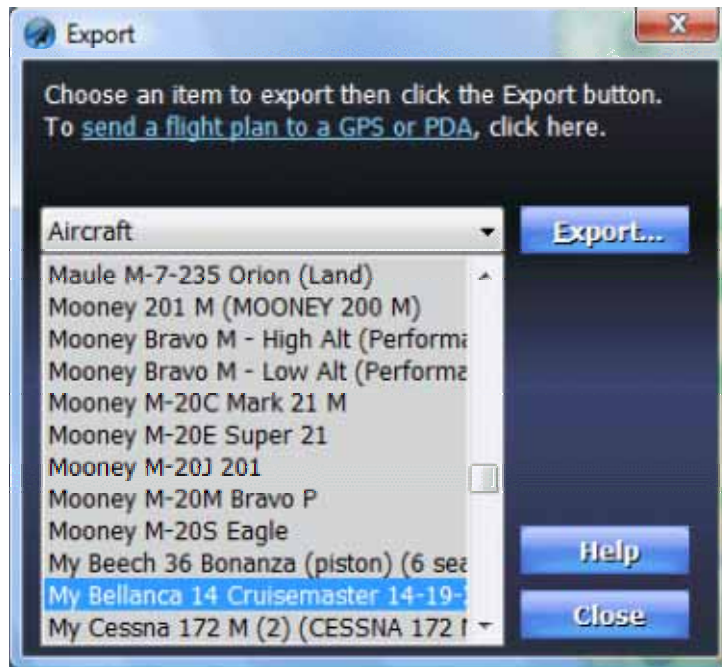 Export
Choose an item to export then click the Export button.
To send a flight plan to a GPS or PDA, click here.
Aircraft
Export...
Maule M-7-235 Orion (Land)
Mooney 201 M (MOONEY 200 M)
Mooney Bravo M - High Alt (Performa
Mooney Bravo M - Low Alt (Performa
Mooney M-20C Mark 21 M
Mooney M-20E Super 21
Mooney M-20J 201
Mooney M-20M Bravo P
Mooney M-20S Eagle
My Beech 36 Bonanza (piston) (6 sea
My Bellanca 14 Cruisemaster 14-19-
My Cessna 172 M (2) (CESSNA 172
Help
Close